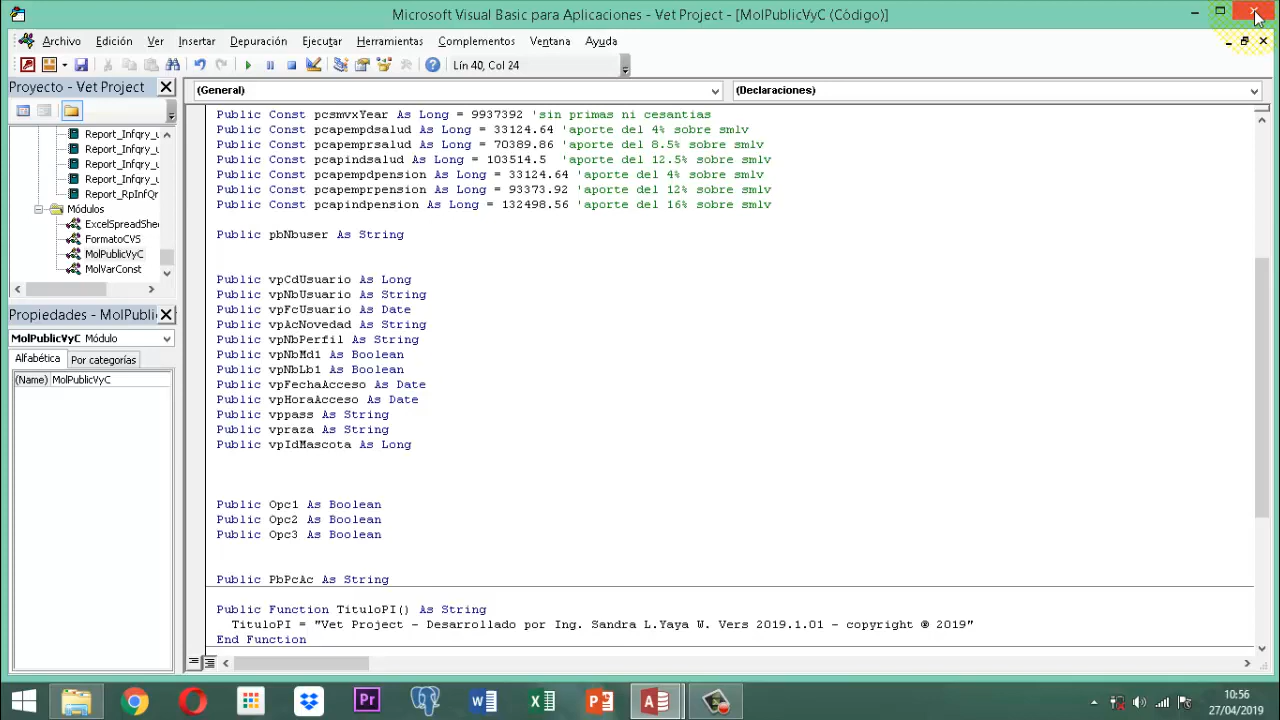 Microsoft Visual Basic para Aplicaciones - Vet Project - [MolPublicVyC (Código)]
Archivo Edición Ver Insertar Depuración Ejecutar Herramientas Complementos Ventana Ayuda
Lín 40, Col 24
Proyecto - Vet Project
(General)
(Declaraciones)
Report_Infqry_u
Report_Infqry_u
Report_Infqry_u
Report_Infqry_u
Report_RpInfQr
Módulos
ExcelSpreadShee
FormatoCVS
MolPublicVyC
MolVarConst
Propiedades - MolPubli
MolPublicVyC Módulo
Alfabética Por categorías
(Name) MolPublicVyC
Public Const pcsmvxYear As Long = 9937392 'sin primas ni cesantias
Public Const pcapempdsalud As Long = 33124.64 'aporte del 4% sobre smlv
Public Const pcapemprsalud As Long = 70389.86 'aporte del 8.5% sobre smlv
Public Const pcapindsalud As Long = 103514.5 'aporte del 12.5% sobre smlv
Public Const pcapempdpension As Long = 33124.64 'aporte del 4% sobre smlv
Public Const pcapemprpension As Long = 93373.92 'aporte del 12% sobre smlv
Public Const pcapindpension As Long = 132498.56 'aporte del 16% sobre smlv
Public pbNbuser As String
Public vpCdUsuario As Long
Public vpNbUsuario As String
Public vpFcUsuario As Date
Public vpAcNovedad As String
Public vpNbPerfil As String
Public vpNbMd1 As Boolean
Public vpNbLb1 As Boolean
Public vpFechaAcceso As Date
Public vpHoraAcceso As Date
Public vppass As String
Public vpraza As String
Public vpIdMascota As Long
Public Opc1 As Boolean
Public Opc2 As Boolean
Public Opc3 As Boolean
Public PbPcAc As String
Public Function TituloPI() As String
TituloPI = "Vet Project - Desarrollado por Ing. Sandra L.Yaya W. Vers 2019.1.01 - copyright ® 2019"
End Function
Pr
10:56
27/04/2019